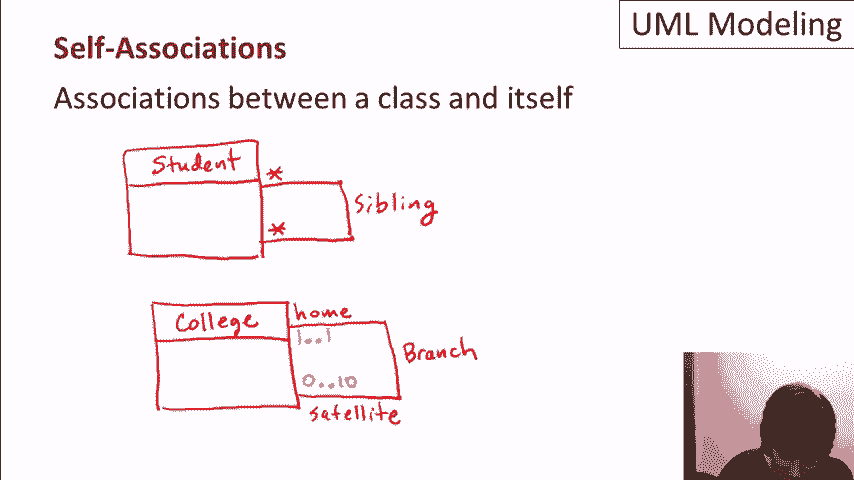 UML Modeling
Self-Associations
Associations between a class and itself
Student
*
Sibling
*
College
home
1..1
Branch
0..10
satellite